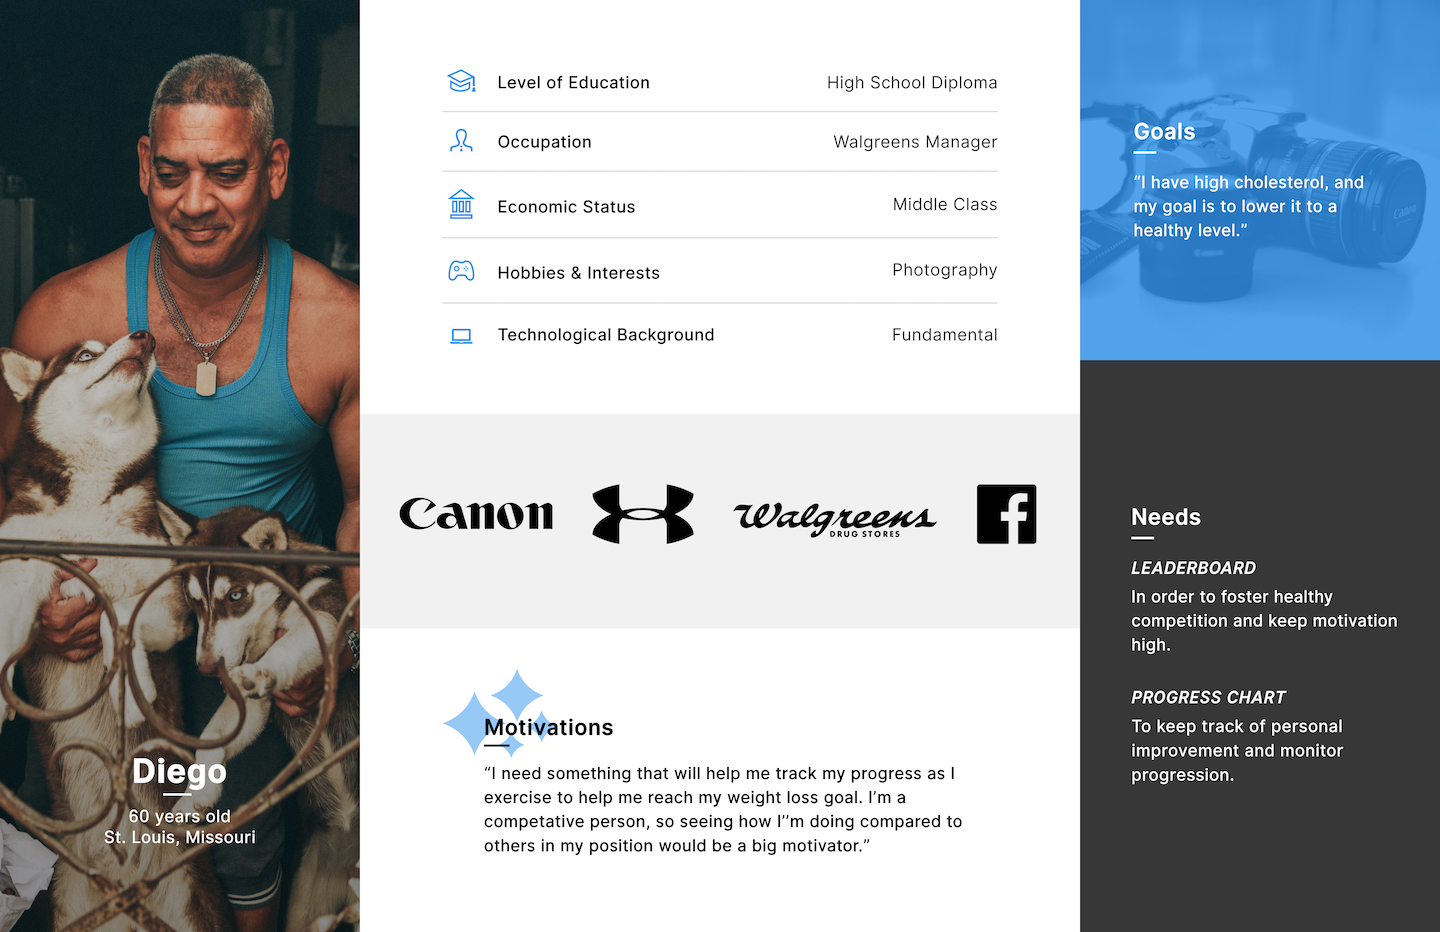 Diego
60 years old
St. Louis, Missouri
Level of Education High School Diploma
Occupation Walgreens Manager
Economic Status Middle Class
Hobbies & Interests Photography
Technological Background Fundamental
Canon Walgreens
DRUG STORES
f
Motivations
“I need something that will help me track my progress as I
exercise to help me reach my weight loss goal. I’m a
competative person, so seeing how I’’m doing compared to
others in my position would be a big motivator.”
Goals
“I have high cholesterol, and
my goal is to lower it to a
healthy level.”
Canon
Needs
LEADERBOARD
In order to foster healthy
competition and keep motivation
high.
PROGRESS CHART
To keep track of personal
improvement and monitor
progression.